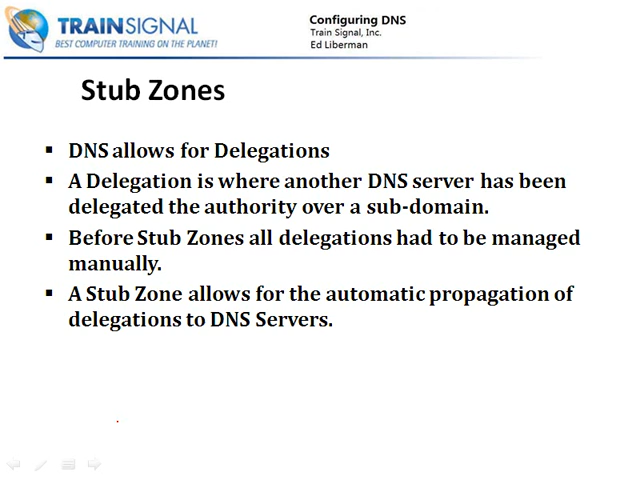 TRAINSIGNAL
BEST COMPUTER TRAINING ON THE PLANET!
Configuring DNS
Train Signal, Inc.
Ed Liberman
Stub Zones
▪ DNS allows for Delegations
▪ A Delegation is where another DNS server has been
delegated the authority over a sub-domain.
▪ Before Stub Zones all delegations had to be managed
manually.
▪ A Stub Zone allows for the automatic propagation of
delegations to DNS Servers.